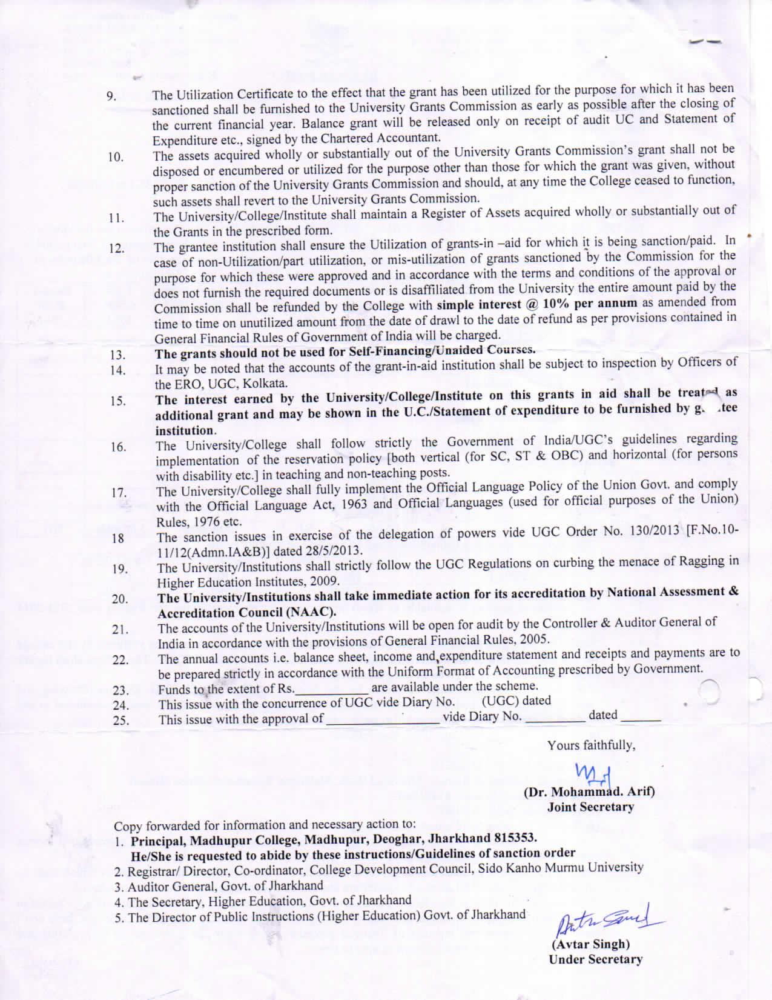 9. The Utilization Certificate to the effect that the grant has been utilized for the purpose for which it has been
sanctioned shall be furnished to the University Grants Commission as early as possible after the closing of
the current financial year. Balance grant will be released only on receipt of audit UC and Statement of
Expenditure etc., signed by the Chartered Accountant.
10. The assets acquired wholly or substantially out of the University Grants Commission's grant shall not be
disposed or encumbered or utilized for the purpose other than those for which the grant was given, without
proper sanction of the University Grants Commission and should, at any time the College ceased to function,
such assets shall revert to the University Grants Commission.
11. The University/College/Institute shall maintain a Register of Assets acquired wholly or substantially out of
the Grants in the prescribed form.
12. The grantee institution shall ensure the Utilization of grants-in –aid for which it is being sanction/paid. In
case of non-Utilization/part utilization, or mis-utilization of grants sanctioned by the Commission for the
purpose for which these were approved and in accordance with the terms and conditions of the approval or
does not furnish the required documents or is disaffiliated from the University the entire amount paid by the
Commission shall be refunded by the College with simple interest @ 10% per annum as amended from
time to time on unutilized amount from the date of drawl to the date of refund as per provisions contained in
General Financial Rules of Government of India will be charged.
13. The grants should not be used for Self-Financing/Unaided Courses.
14. It may be noted that the accounts of the grant-in-aid institution shall be subject to inspection by Officers of
the ERO, UGC, Kolkata.
15. The interest earned by the University/College/Institute on this grants in aid shall be treated as
additional grant and may be shown in the U.C./Statement of expenditure to be furnished by
institution.
16. The University/College shall follow strictly the Government of India/UGC's guidelines regarding
implementation of the reservation policy [both vertical (for SC, ST & OBC) and horizontal (for persons
with disability etc.] in teaching and non-teaching posts.
17. The University/College shall fully implement the Official Language Policy of the Union Govt. and comply
with the Official Language Act, 1963 and Official Languages (used for official purposes of the Union)
Rules, 1976 etc.
18 The sanction issues in exercise of the delegation of powers vide UGC Order No. 130/2013 [F.No.10-
11/12(Admn.IA&B)] dated 28/5/2013.
19. The University/Institutions shall strictly follow the UGC Regulations on curbing the menace of Ragging in
Higher Education Institutes, 2009.
20. The University/Institutions shall take immediate action for its accreditation by National Assessment &
Accreditation Council (NAAC).
21. The accounts of the University/Institutions will be open for audit by the Controller & Auditor General of
India in accordance with the provisions of General Financial Rules, 2005.
22. The annual accounts i.e. balance sheet, income and expenditure statement and receipts and payments are to
be prepared strictly in accordance with the Uniform Format of Accounting prescribed by Government.
23. Funds to the extent of Rs.____________ are available under the scheme.
24. This issue with the concurrence of UGC vide Diary No. (UGC) dated
25. This issue with the approval of ___________________ vide Diary No. __________ dated _______
Yours faithfully,
(Dr. Mohammad. Arif)
Joint Secretary
Copy forwarded for information and necessary action to:
1. Principal, Madhupur College, Madhupur, Deoghar, Jharkhand 815353.
He/She is requested to abide by these instructions/Guidelines of sanction order
2. Registrar/ Director, Co-ordinator, College Development Council, Sido Kanho Murmu University
3. Auditor General, Govt. of Jharkhand
4. The Secretary, Higher Education, Govt. of Jharkhand
5. The Director of Public Instructions (Higher Education) Govt. of Jharkhand
(Avtar Singh)
Under Secretary